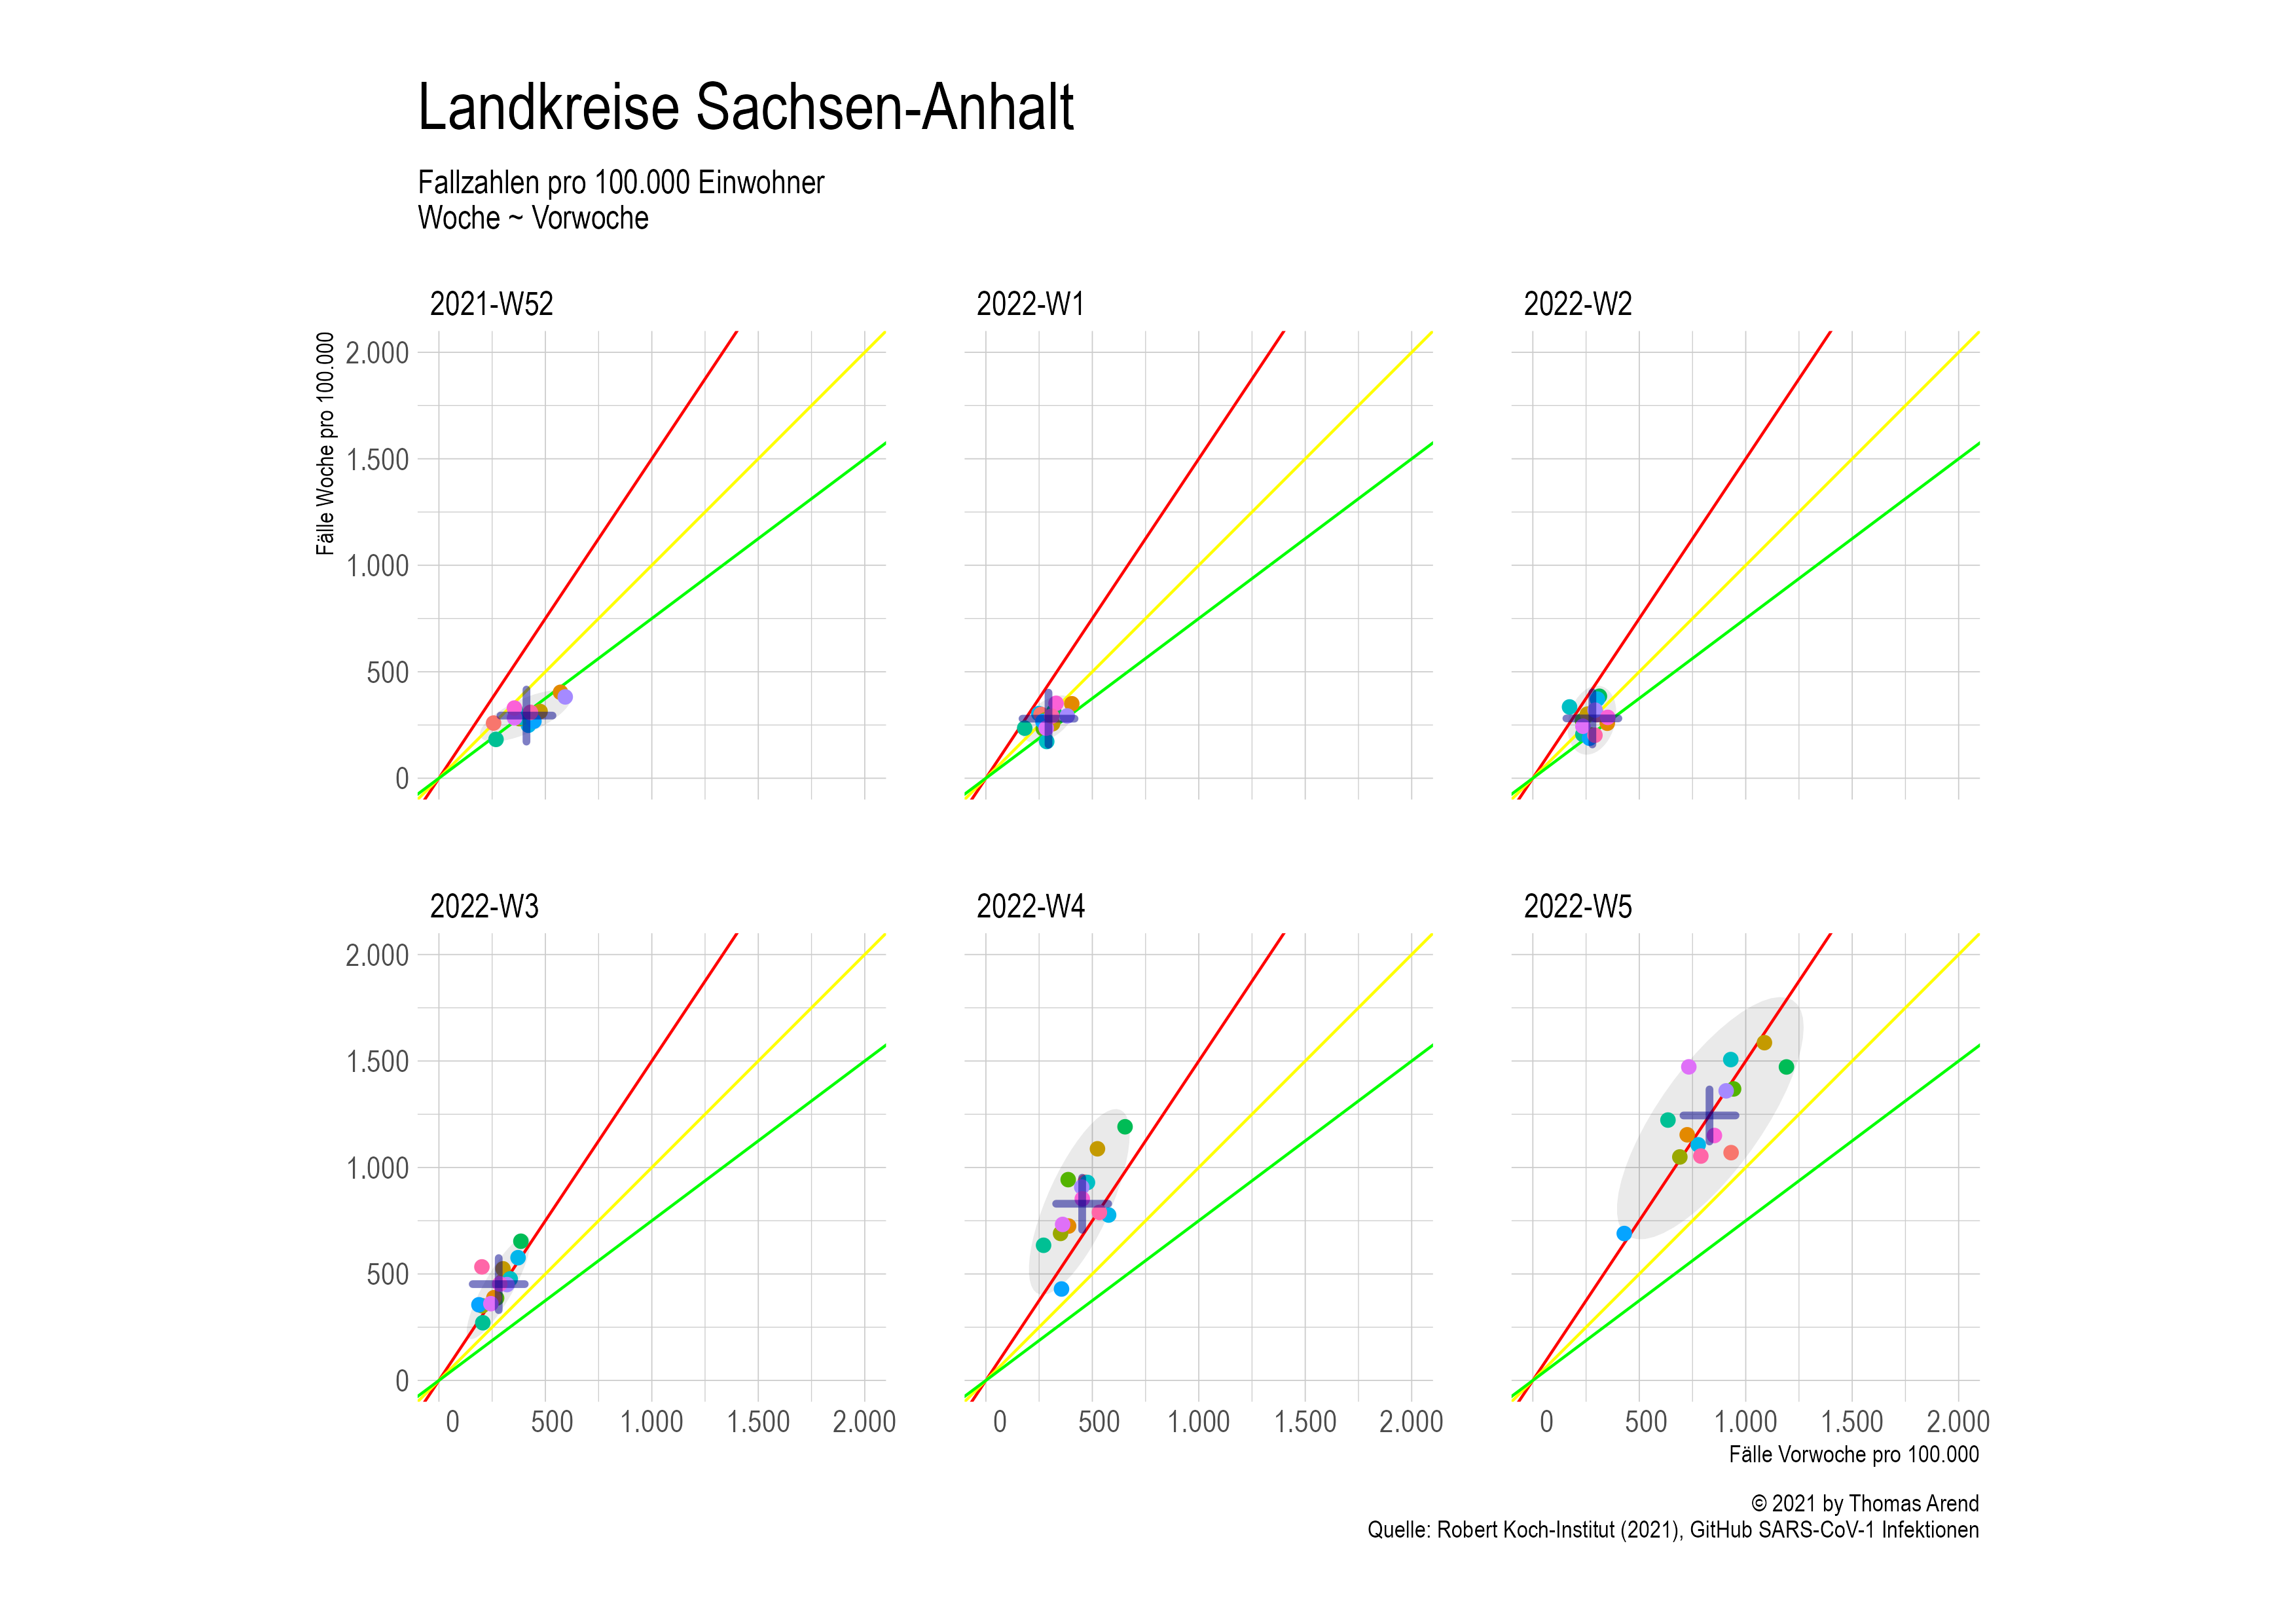 Landkreise Sachsen-Anhalt
Fallzahlen pro 100.000 Einwohner
Woche ~ Vorwoche
2021-W52
2022-W1
2022-W2
Fälle Woche pro 100.000
2.000
1.500
1.000
500
0
2022-W3
2022-W4
2022-W5
2.000
1.500
1.000
500
0
0 500 1.000 1.500 2.000
0 500 1.000 1.500 2.000
0 500 1.000 1.500 2.000
Fälle Vorwoche pro 100.000
© 2021 by Thomas Arend
Quelle: Robert Koch-Institut (2021), GitHub SARS-CoV-1 Infektionen